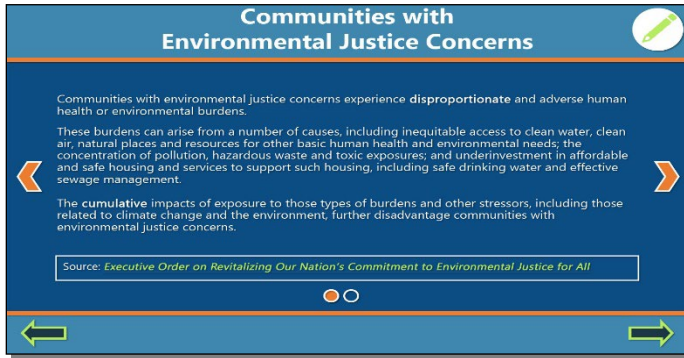 Communities with
Environmental Justice Concerns
Communities with environmental justice concerns experience disproportionate and adverse human
health or environmental burdens.
These burdens can arise from a number of causes, including inequitable access to clean water, clean
air, natural places and resources for other basic human health and environmental needs; the
concentration of pollution, hazardous waste and toxic exposures; and underinvestment in affordable
and safe housing and services to support such housing, including safe drinking water and effective
sewage management.
The cumulative impacts of exposure to those types of burdens and other stressors, including those
related to climate change and the environment, further disadvantage communities with
environmental justice concerns.
Source: Executive Order on Revitalizing Our Nation's Commitment to Environmental Justice for All